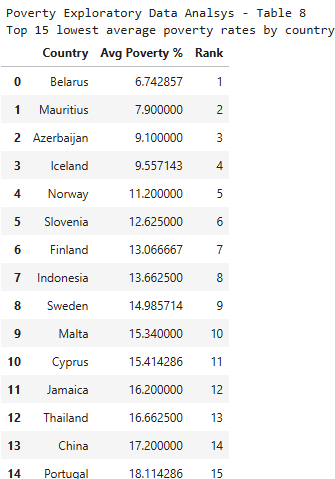 Poverty Exploratory Data Analsys - Table 8
Top 15 lowest average poverty rates by country
Country Avg Poverty % Rank
0 Belarus 6.742857 1
1 Mauritius 7.900000 2
2 Azerbaijan 9.100000 3
3 Iceland 9.557143 4
4 Norway 11.200000 5
5 Slovenia 12.625000 6
6 Finland 13.066667 7
7 Indonesia 13.662500 8
8 Sweden 14.985714 9
9 Malta 15.340000 10
10 Cyprus 15.414286 11
11 Jamaica 16.200000 12
12 Thailand 16.662500 13
13 China 17.200000 14
14 Portugal 18.114286 15